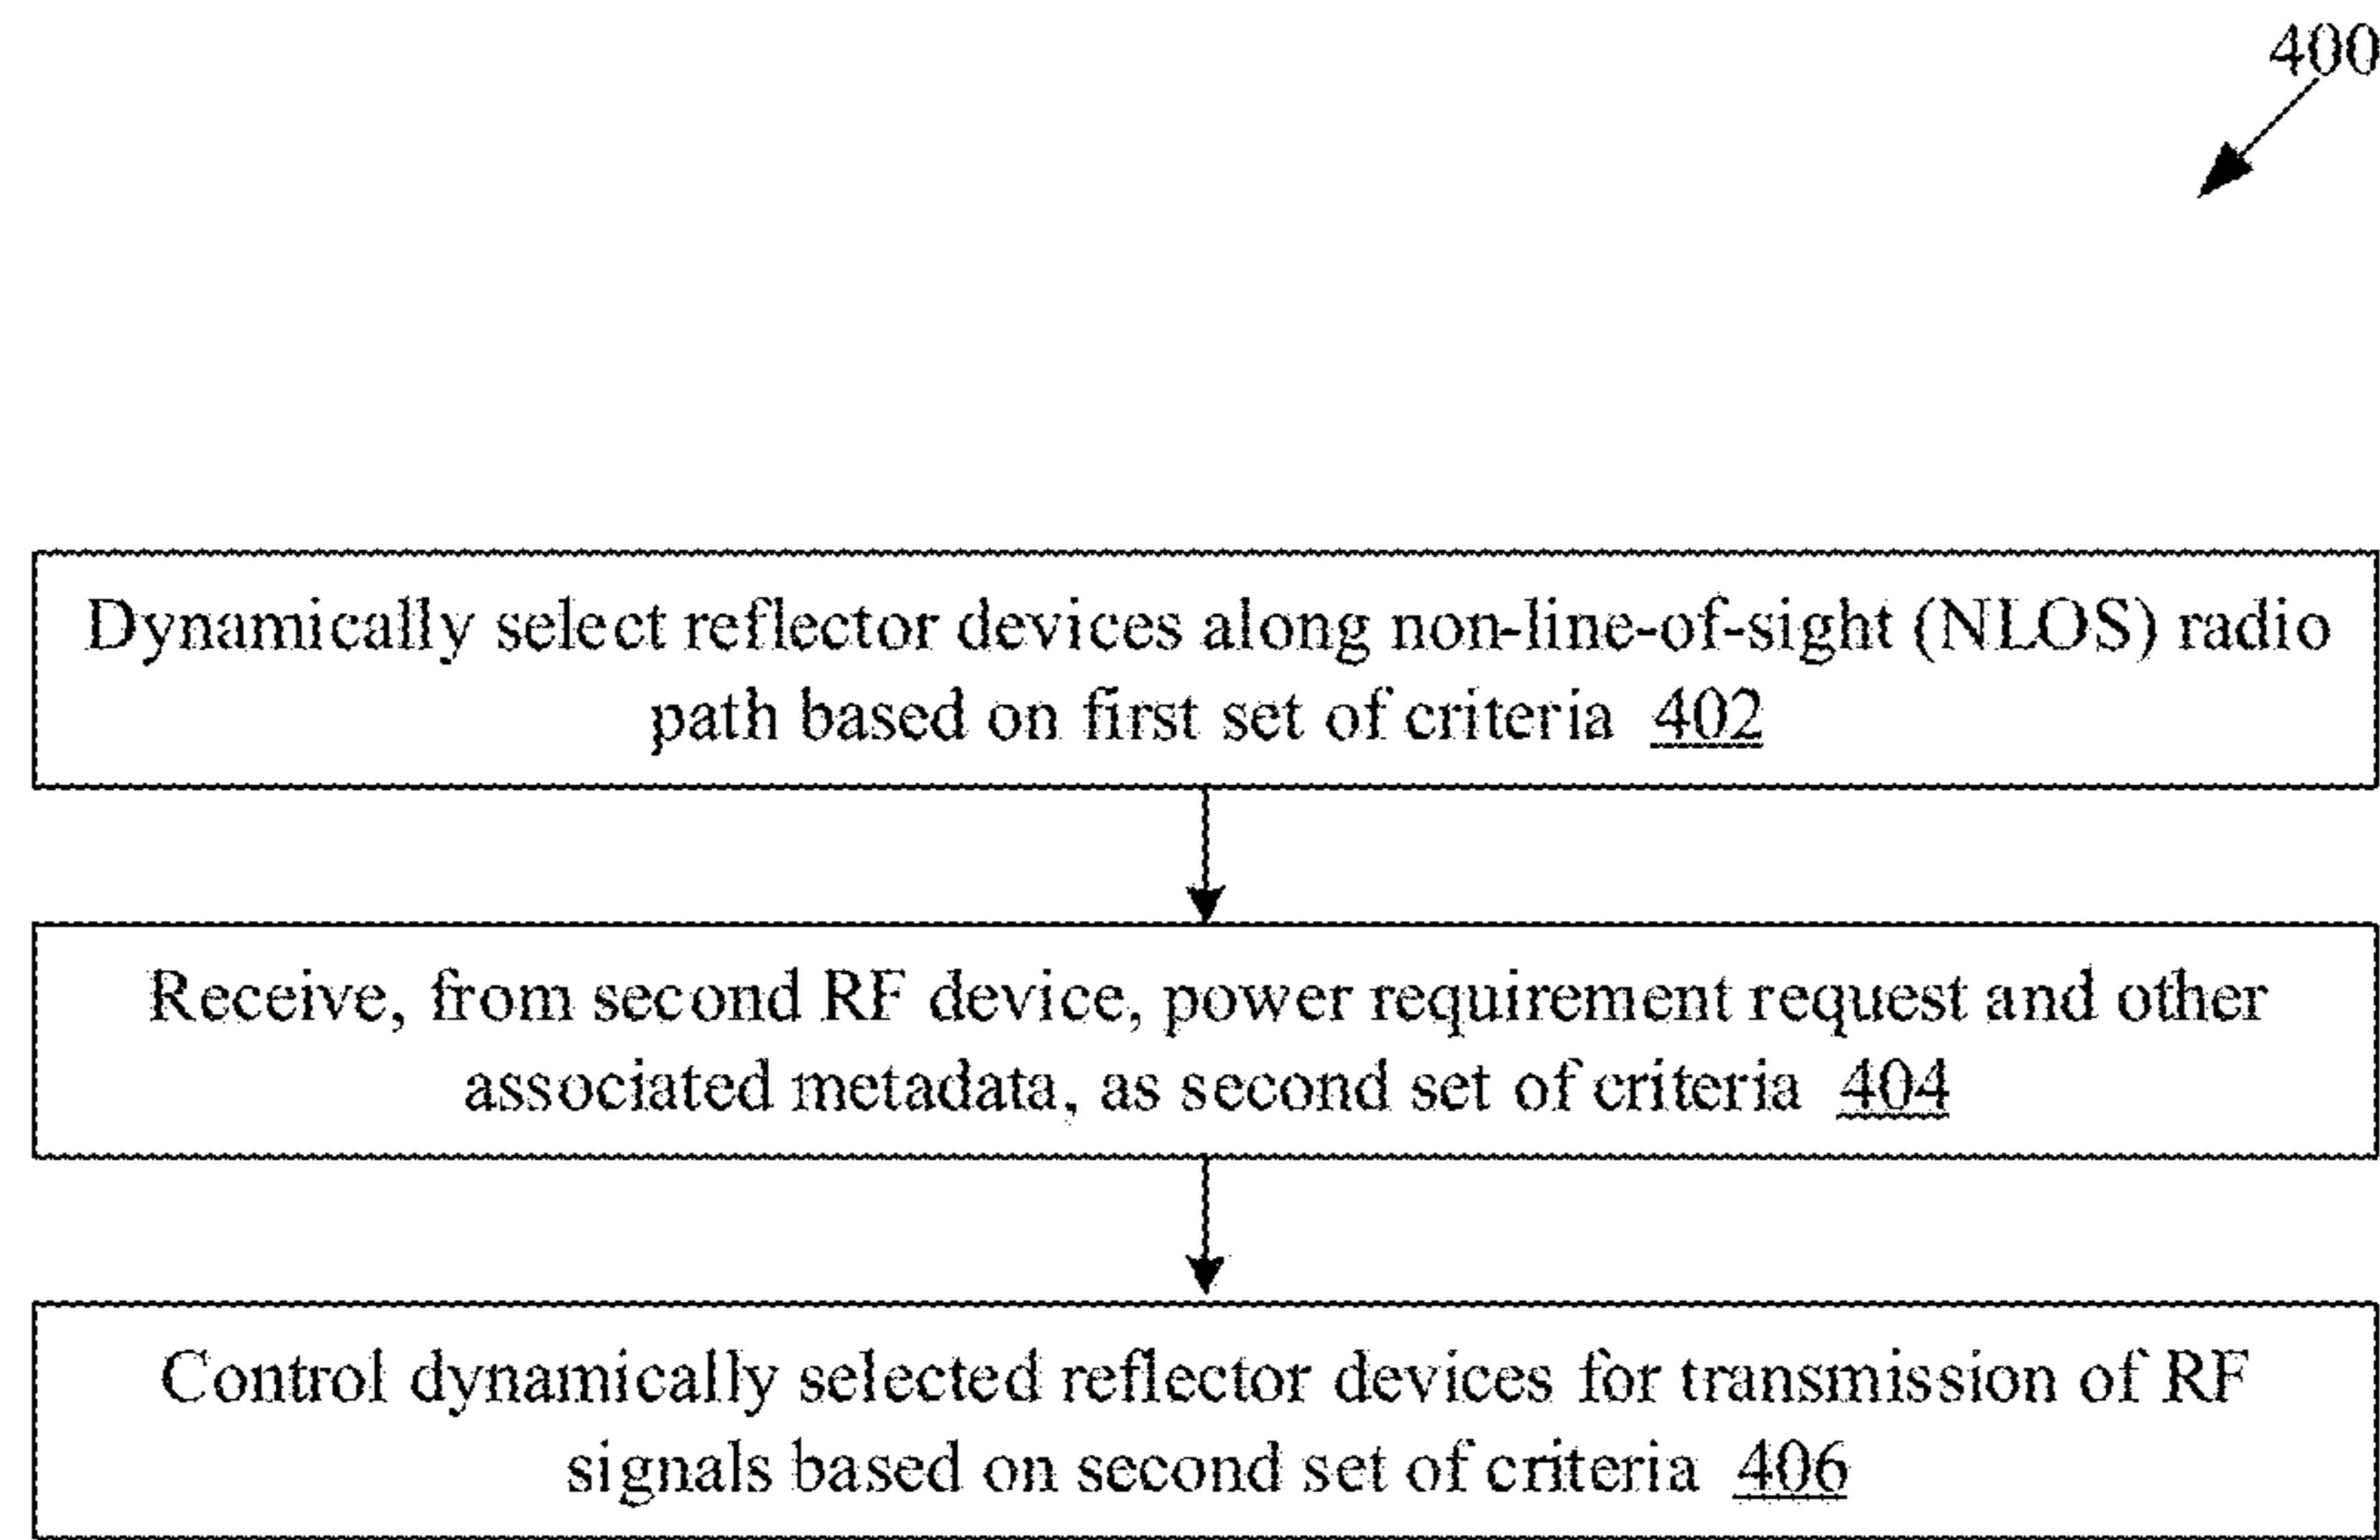 400
Dynamically select reflector devices along non-line-of-sight (NLOS) radio
path based on first set of criteria 402
Receive, from second RF device, power requirement request and other
associated metadata, as second set of criteria 404
Control dynamically selected reflector devices for transmission of RF
signals based on second set of criteria 406